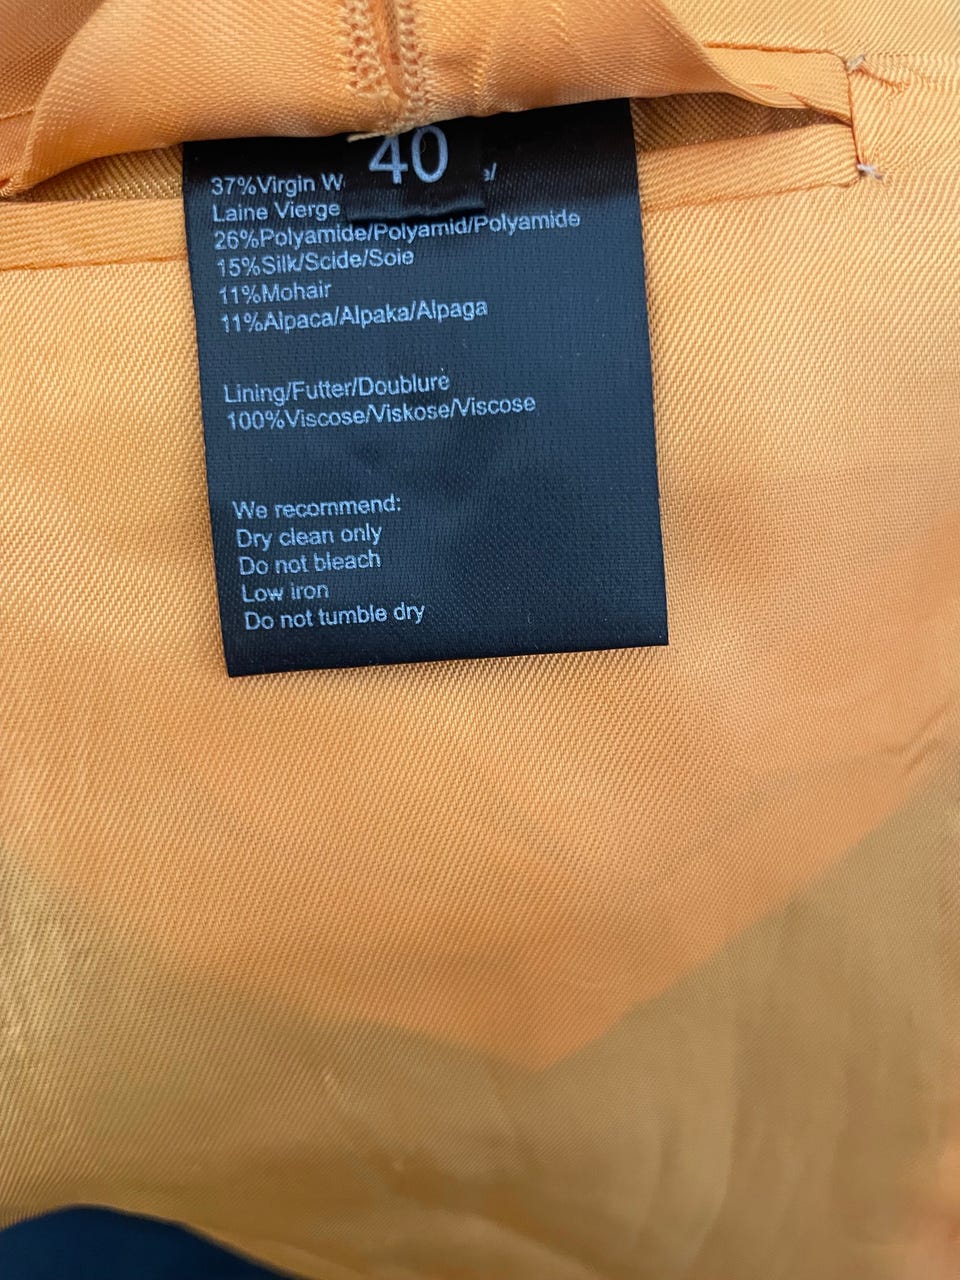 40
37%Virgin
Laine Vierge
26%Polyamide/Polyamid/Polyamide
15%Silk/Scide/Soie
11%Mohair
11%Alpaca/Alpaka/Alpaga
Lining/Futter/Doublure
100%Viscose/Viskose/Viscose
We recommend:
Dry clean only
Do not bleach
Low iron
Do not tumble dry